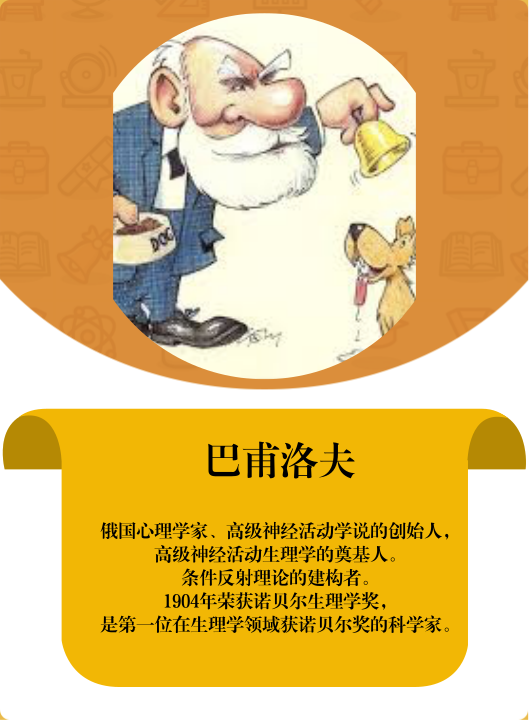 DOG
巴甫洛夫
俄国心理学家、高级神经活动学说的创始人，
高级神经活动生理学的奠基人。
条件反射理论的建构者。
1904年荣获诺贝尔生理学奖，
是第一位在生理学领域获诺贝尔奖的科学家。